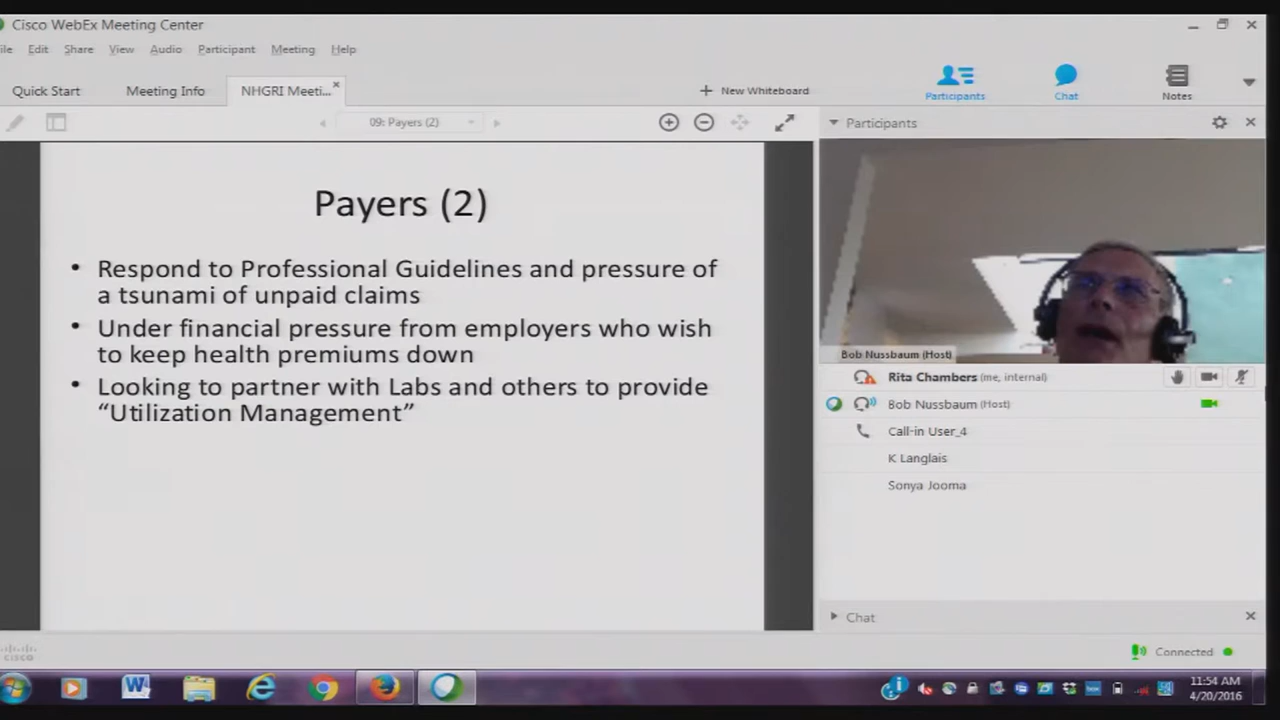 Cisco WebEx Meeting Center
Edit Share View Audio Participant Meeting Help
Quick Start Meeting Info NHGRI Meeti... × + New Whiteboard Participants Chat Notes
09: Payers (2)
Participants
Payers (2)
• Respond to Professional Guidelines and pressure of
a tsunami of unpaid claims
• Under financial pressure from employers who wish
to keep health premiums down
• Looking to partner with Labs and others to provide
“Utilization Management”
Bob Nussbaum (Host)
Rita Chambers (me, internal)
Bob Nussbaum (Host)
Call-in User_4
K Langlais
Sonya Jooma
Chat
CISCO
Connected
11:54 AM
4/20/2016